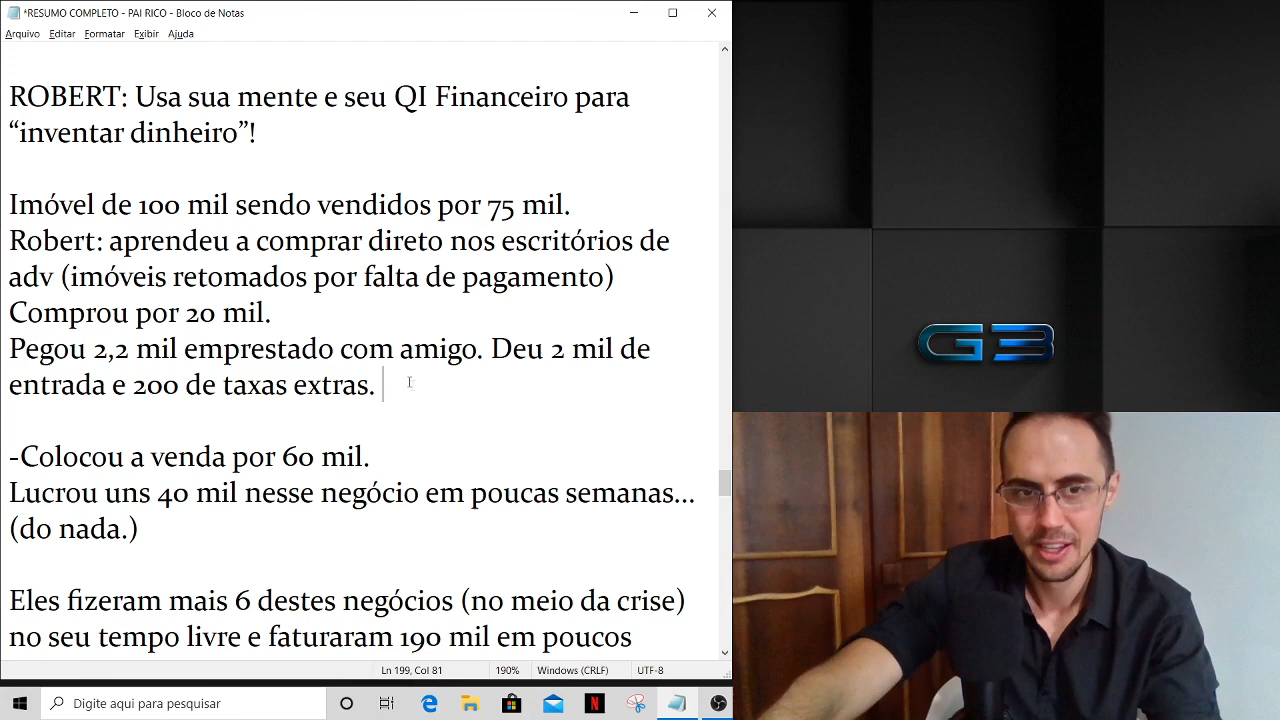 *RESUMO COMPLETO - PAI RICO - Bloco de Notas
Arquivo Editar Formatar Exibir Ajuda
ROBERT: Usa sua mente e seu QI Financeiro para
“inventar dinheiro”!
Imóvel de 100 mil sendo vendidos por 75 mil.
Robert: aprendeu a comprar direto nos escritórios de
adv (imóveis retomados por falta de pagamento)
Comprou por 20 mil.
Pegou 2,2 mil emprestado com amigo. Deu 2 mil de
entrada e 200 de taxas extras.
-Colocou a venda por 60 mil.
Lucrou uns 40 mil nesse negócio em poucas semanas...
(do nada.)
Eles fizeram mais 6 destes negócios (no meio da crise)
no seu tempo livre e faturaram 190 mil em poucos
Ln 199, Col 81 190% Windows (CRLF) UTF-8
Digite aqui para pesquisar
G3